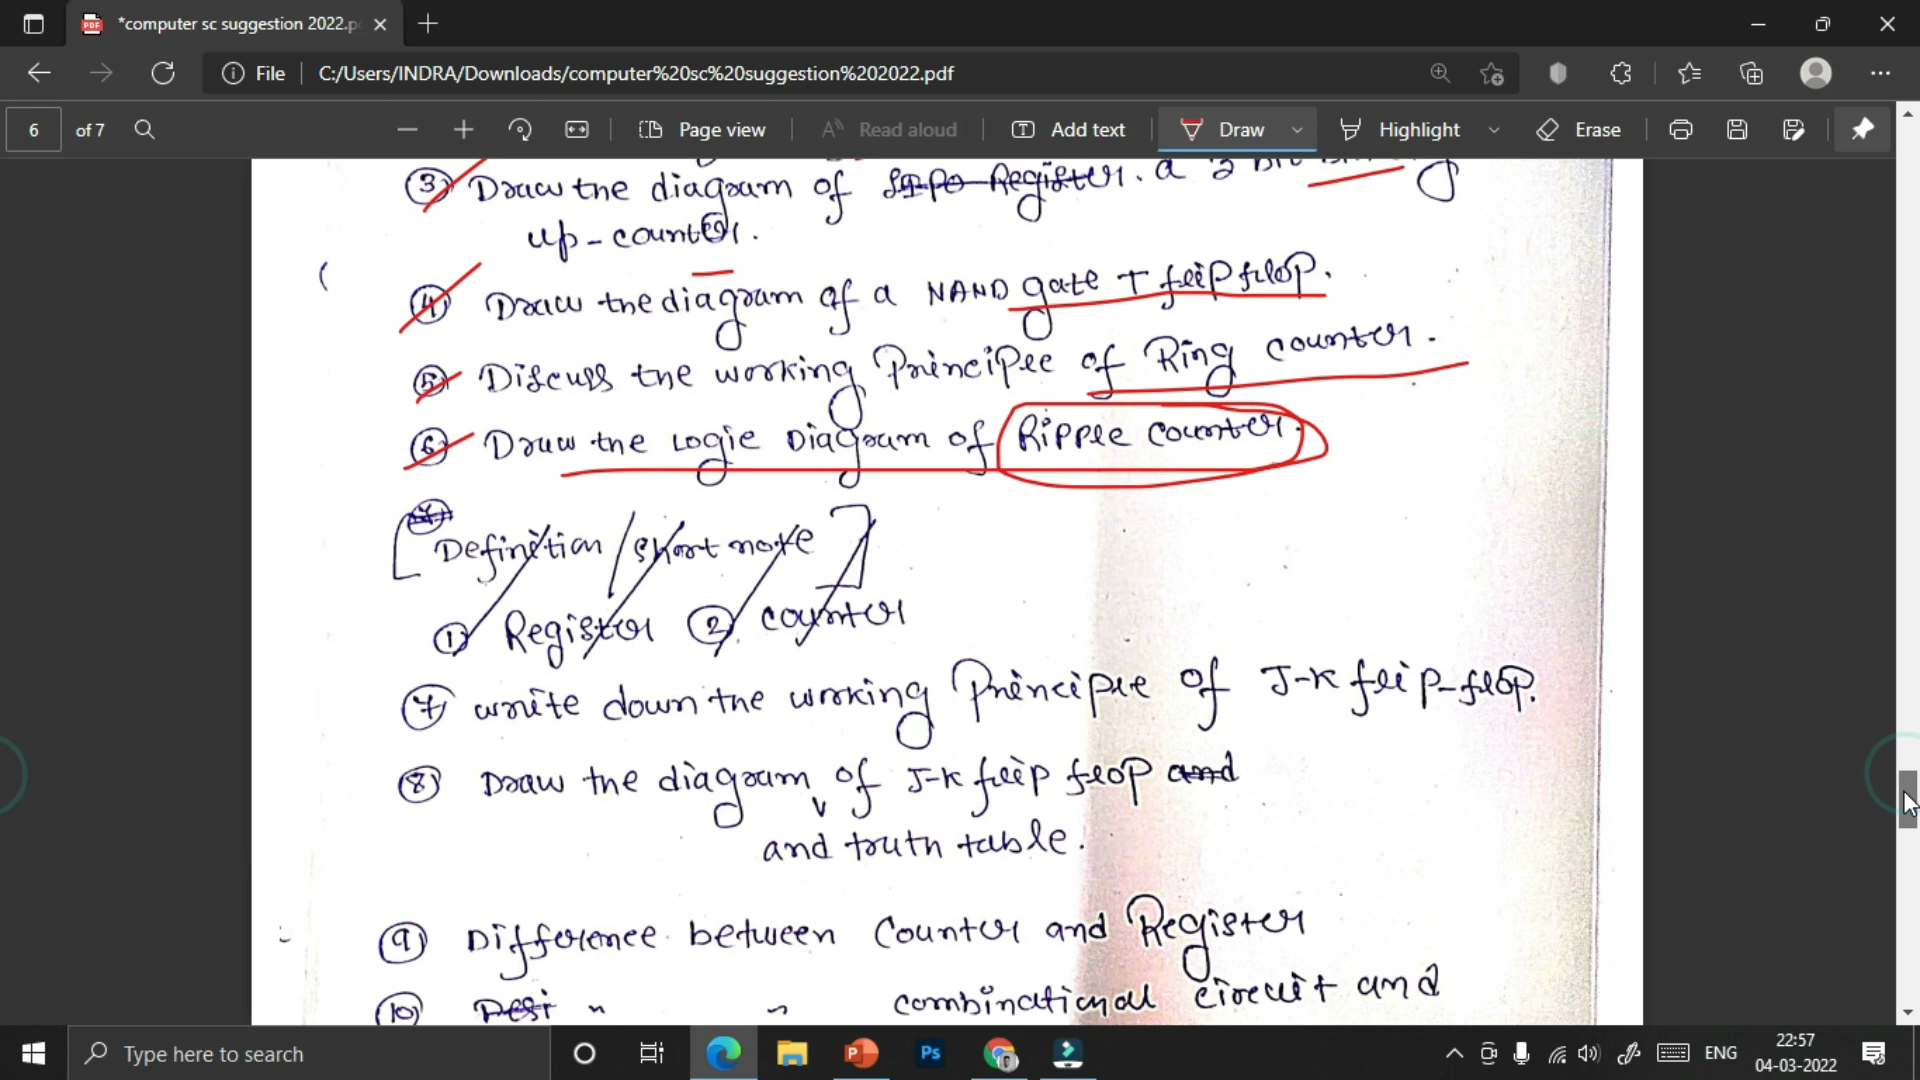 *computer sc suggestion 2022.p
File C:/Users/INDRA/Downloads/computer%20sc%20suggestion%202022.pdf
6 of 7 Page view Read aloud Add text Draw Highlight Erase
③ Draw the diagram of SIPO Register. a 3 Bit
up-counter.
④ Draw the diagram of a NAND gate T flip flop.
⑤ Discuss the working Principle of Ring counter.
⑥ Draw the Logic Diagram of Ripple counter.
[Definition / short note]
① Register ② counter
⑦ write down the working Principle of J-K flip-flop.
⑧ Draw the diagram of J-K flip flop and
and truth table.
⑨ Difference between Counter and Register
⑩ " " combinational circuit and
Type here to search
ENG
22:57
04-03-2022